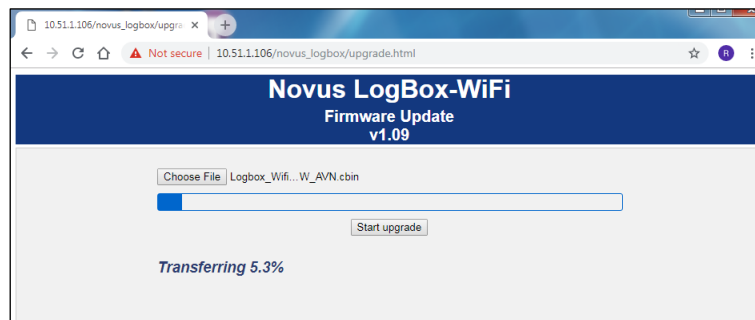 10.51.1.106/novus_logbox/upgra
Not secure | 10.51.1.106/novus_logbox/upgrade.html
R
Novus LogBox-WiFi
Firmware Update
v1.09
Choose File Logbox_Wifi...W_AVN.cbin
Start upgrade
Transferring 5.3%